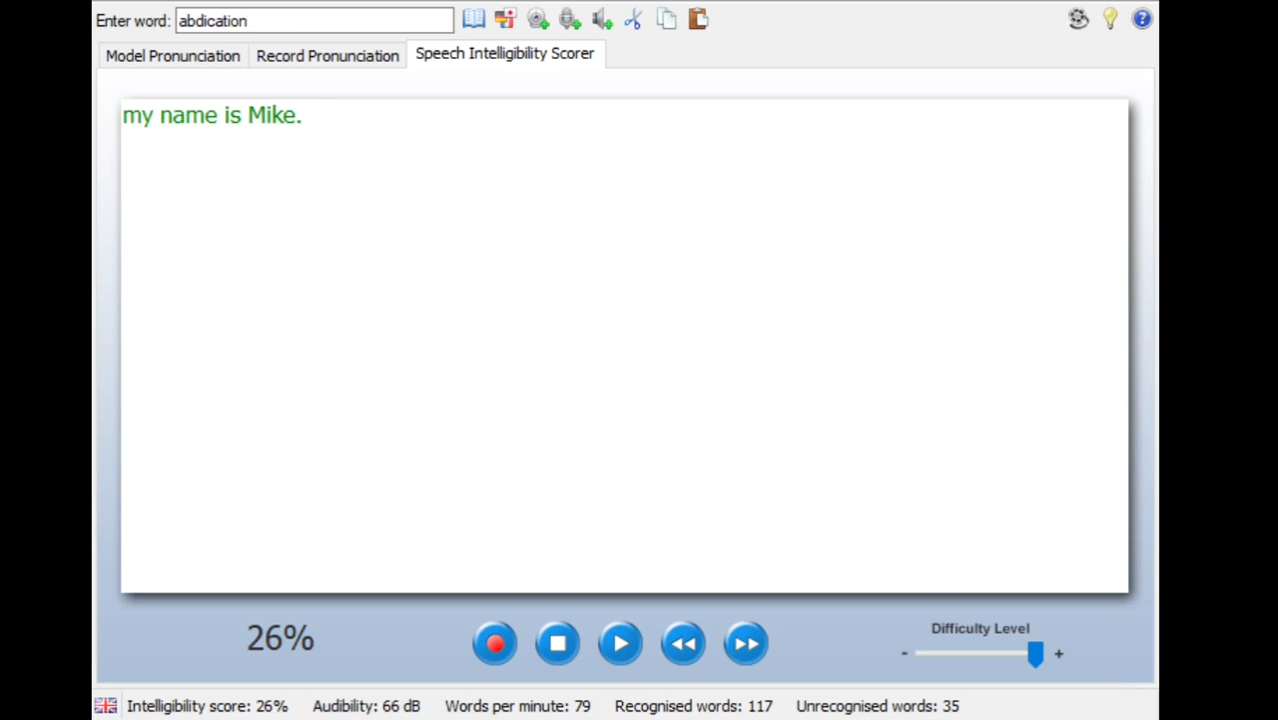 Enter word: abdication
Model Pronunciation Record Pronunciation Speech Intelligibility Scorer
my name is Mike.
26%
Difficulty Level
- +
Intelligibility score: 26% Audibility: 66 dB Words per minute: 79 Recognised words: 117 Unrecognised words: 35